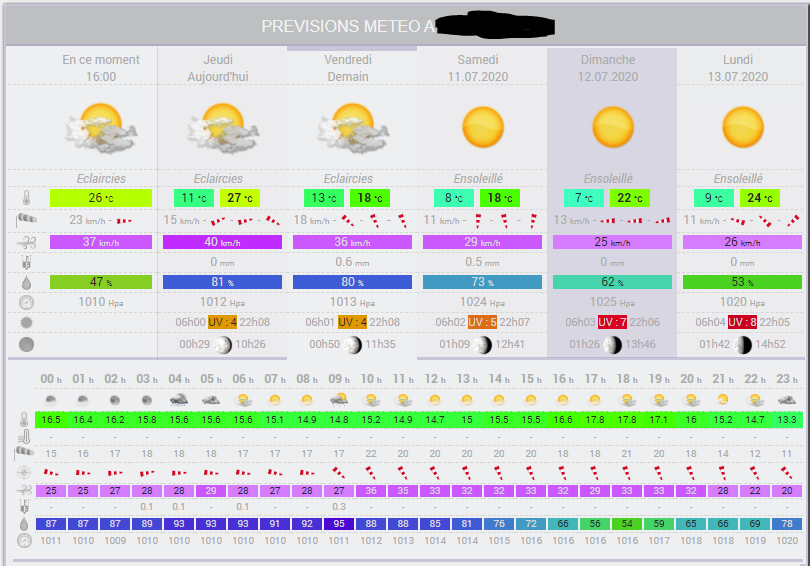 PREVISIONS METEO A
En ce moment Jeudi Vendredi Samedi Dimanche Lundi
16:00 Aujourd'hui Demain 11.07.2020 12.07.2020 13.07.2020
Eclaircies Eclaircies Eclaircies Ensoleillé Ensoleillé Ensoleillé
26 °C 11 °C 27 °C 13 °C 18 °C 8 °C 18 °C 7 °C 22 °C 9 °C 24 °C
23 km/h - 15 km/h - - - 18 km/h - - - 11 km/h - - - 13 km/h - - - 11 km/h - - -
37 km/h 40 km/h 36 km/h 29 km/h 25 km/h 26 km/h
0 mm 0.6 mm 0.5 mm 0 mm 0 mm
47 % 81 % 80 % 73 % 62 % 53 %
1010 Hpa 1012 Hpa 1013 Hpa 1024 Hpa 1025 Hpa 1020 Hpa
06h00 UV : 4 22h08 06h01 UV : 4 22h08 06h02 UV : 5 22h07 06h03 UV : 7 22h06 06h04 UV : 8 22h05
00h29 10h26 00h50 11h35 01h09 12h41 01h26 13h46 01h42 14h52
00 h 01 h 02 h 03 h 04 h 05 h 06 h 07 h 08 h 09 h 10 h 11 h 12 h 13 h 14 h 15 h 16 h 17 h 18 h 19 h 20 h 21 h 22 h 23 h
16.5 16.4 16.2 15.8 15.6 15.6 15.6 15.1 14.9 14.8 15.2 14.9 14.7 15 15.5 15.5 16.6 17.8 17.8 17.1 16 15.2 14.7 13.3
- - - - - - - - - - - - - - - - - - - - - - - -
15 16 17 18 17 18 17 17 18 17 22 20 20 20 20 20 18 18 21 20 18 14 12 11
25 25 27 28 28 29 28 27 28 27 36 35 33 32 33 33 32 29 33 33 32 28 22 20
- - - 0.1 0.1 - 0.1 - - 0.3 - - - - - - - - - - - - - -
87 87 87 89 93 93 93 91 92 95 88 88 85 81 76 72 66 56 54 59 65 66 69 78
1011 1010 1009 1010 1010 1010 1010 1010 1011 1011 1012 1013 1014 1014 1015 1015 1016 1016 1016 1018 1018 1019 1020 1020